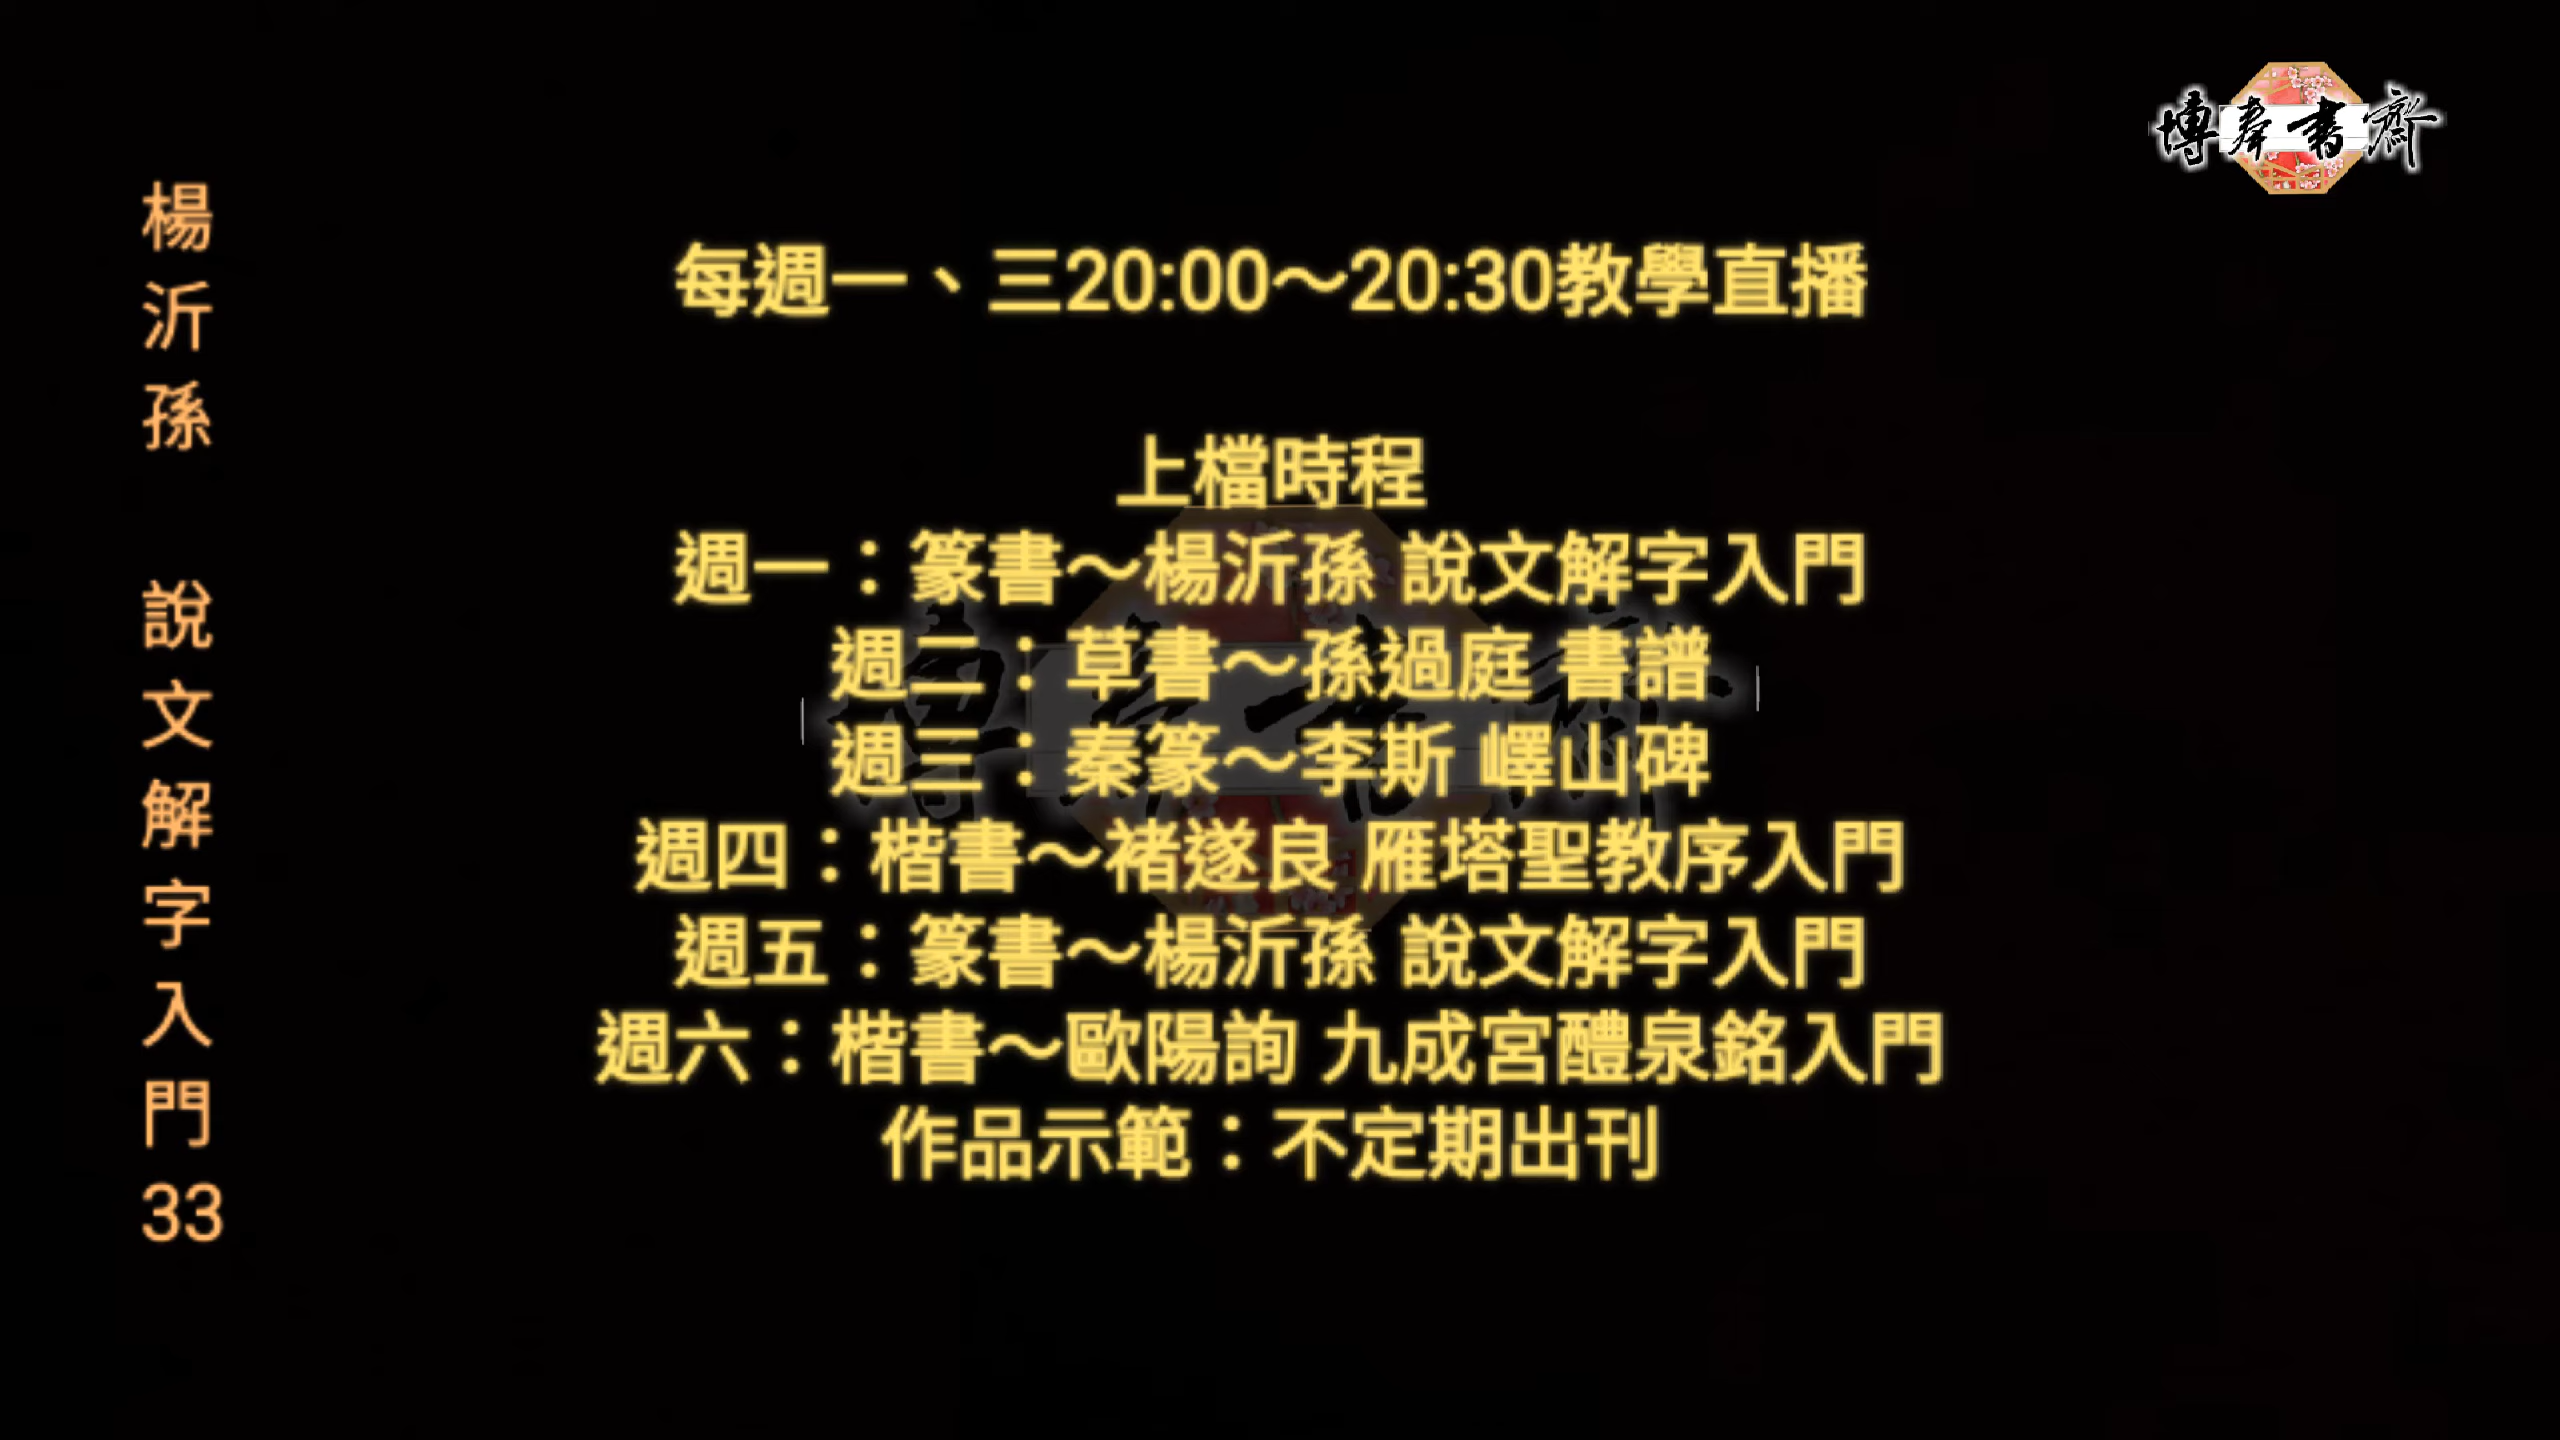 博奉書齋
楊沂孫 說文解字入門33
每週一、三20:00～20:30教學直播
上檔時程
週一：篆書～楊沂孫 說文解字入門
週二：草書～孫過庭 書譜
週三：秦篆～李斯 嶧山碑
週四：楷書～褚遂良 雁塔聖教序入門
週五：篆書～楊沂孫 說文解字入門
週六：楷書～歐陽詢 九成宮醴泉銘入門
作品示範：不定期出刊